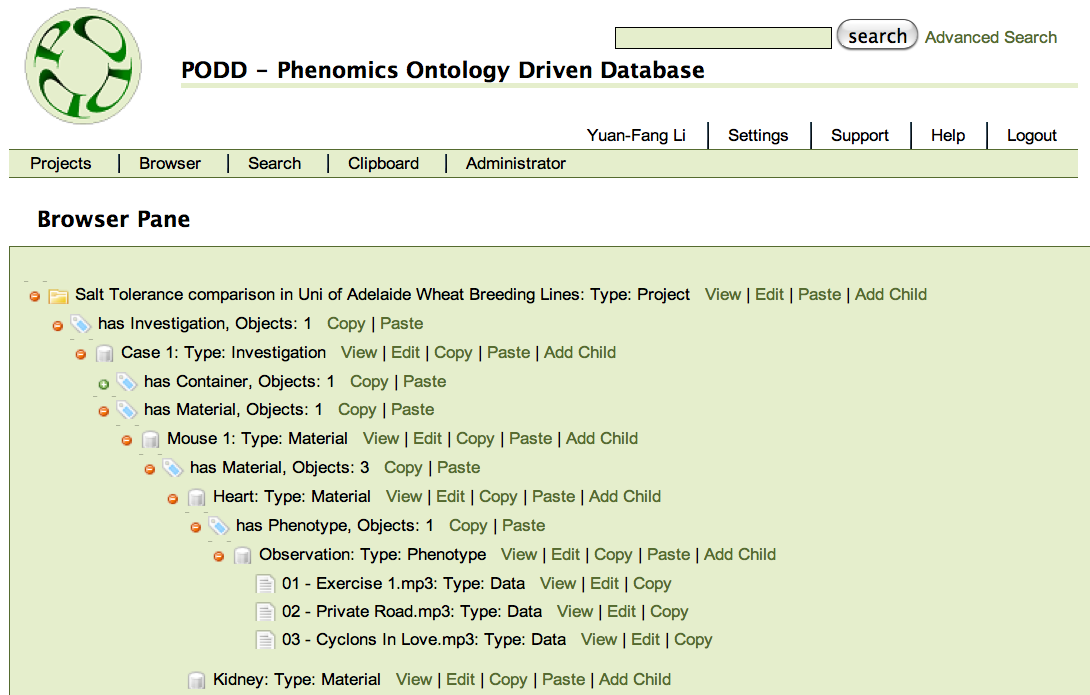 PODD
search Advanced Search
PODD – Phenomics Ontology Driven Database
Yuan-Fang Li | Settings | Support | Help | Logout
Projects | Browser | Search | Clipboard | Administrator
Browser Pane
Salt Tolerance comparison in Uni of Adelaide Wheat Breeding Lines: Type: Project View | Edit | Paste | Add Child
has Investigation, Objects: 1 Copy | Paste
Case 1: Type: Investigation View | Edit | Copy | Paste | Add Child
has Container, Objects: 1 Copy | Paste
has Material, Objects: 1 Copy | Paste
Mouse 1: Type: Material View | Edit | Copy | Paste | Add Child
has Material, Objects: 3 Copy | Paste
Heart: Type: Material View | Edit | Copy | Paste | Add Child
has Phenotype, Objects: 1 Copy | Paste
Observation: Type: Phenotype View | Edit | Copy | Paste | Add Child
01 - Exercise 1.mp3: Type: Data View | Edit | Copy
02 - Private Road.mp3: Type: Data View | Edit | Copy
03 - Cyclons In Love.mp3: Type: Data View | Edit | Copy
Kidney: Type: Material View | Edit | Copy | Paste | Add Child